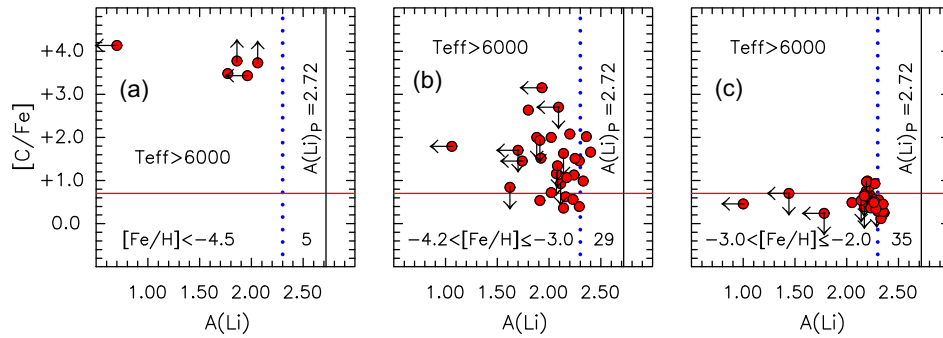 [C/Fe]
+4.0
+3.0
+2.0
+1.0
0.0
(a)
Teff>6000
A(Li)P=2.72
[Fe/H]<−4.5 5
1.00 1.50 2.00 2.50
A(Li)
Teff>6000
(b)
A(Li)P=2.72
−4.2<[Fe/H]≤−3.0 29
1.00 1.50 2.00 2.50
A(Li)
Teff>6000
(c)
A(Li)P=2.72
−3.0<[Fe/H]≤−2.0 35
1.00 1.50 2.00 2.50
A(Li)